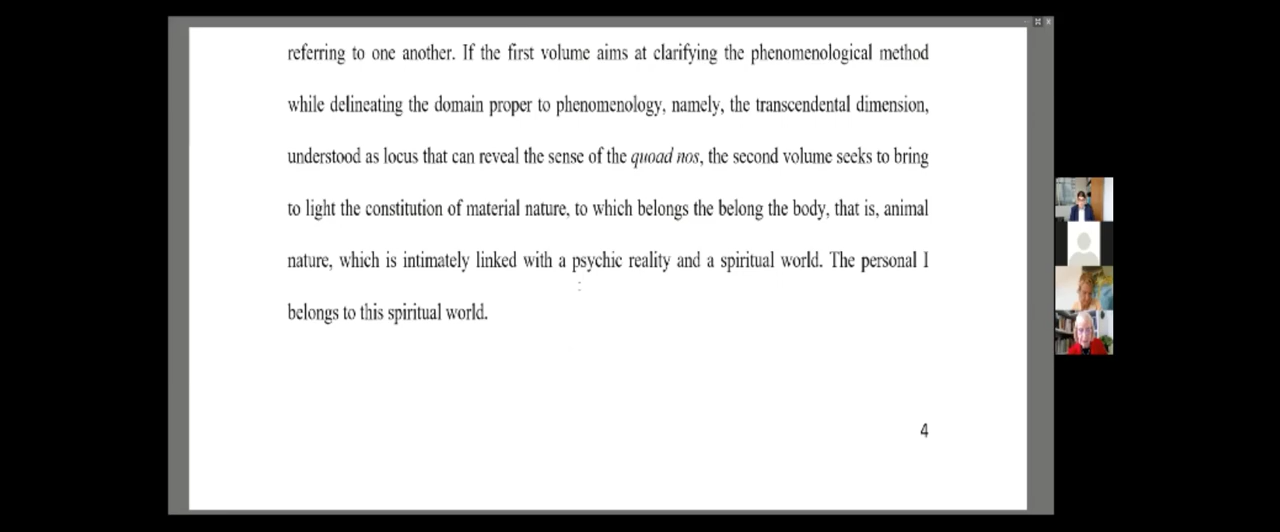 referring to one another. If the first volume aims at clarifying the phenomenological method
while delineating the domain proper to phenomenology, namely, the transcendental dimension,
understood as locus that can reveal the sense of the quoad nos, the second volume seeks to bring
to light the constitution of material nature, to which belongs the belong the body, that is, animal
nature, which is intimately linked with a psychic reality and a spiritual world. The personal I
belongs to this spiritual world.
4